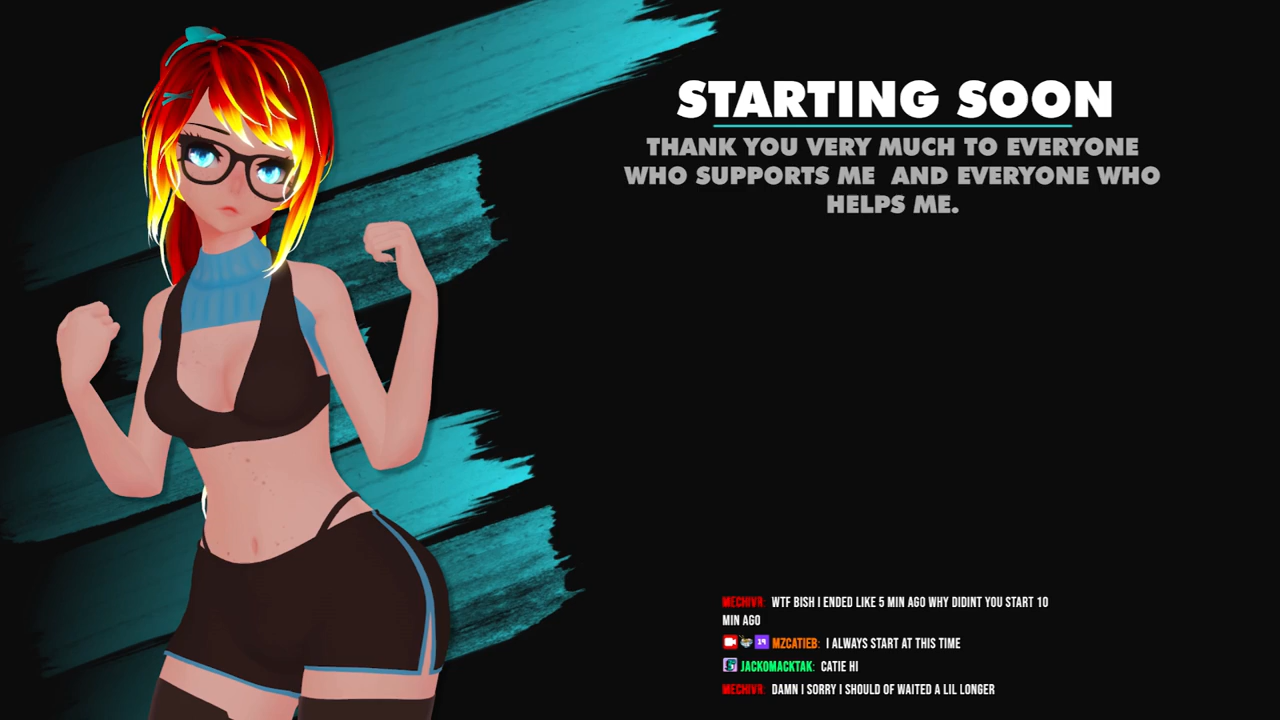 STARTING SOON
THANK YOU VERY MUCH TO EVERYONE
WHO SUPPORTS ME AND EVERYONE WHO
HELPS ME.
MECHIVR: WTF BISH I ENDED LIKE 5 MIN AGO WHY DIDINT YOU START 10
MIN AGO
19 MZCATIEB: I ALWAYS START AT THIS TIME
JACKOMACKTAK: CATIE HI
MECHIVR: DAMN I SORRY I SHOULD OF WAITED A LIL LONGER